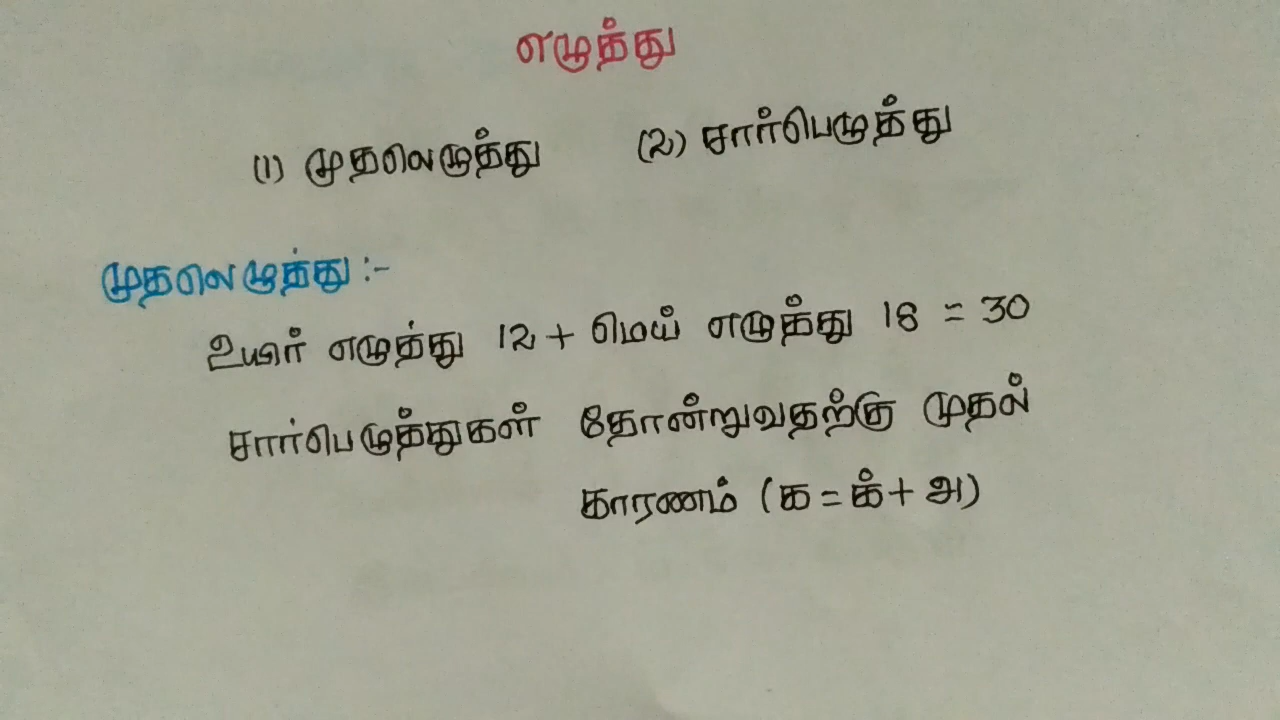 எழுத்து
(1) முதலெழுத்து (2) சார்பெழுத்து
முதலெழுத்து :-
உயிர் எழுத்து 12 + மெய் எழுத்து 18 = 30
சார்பெழுத்துகள் தோன்றுவதற்கு முதல்
காரணம் (க = க் + அ)